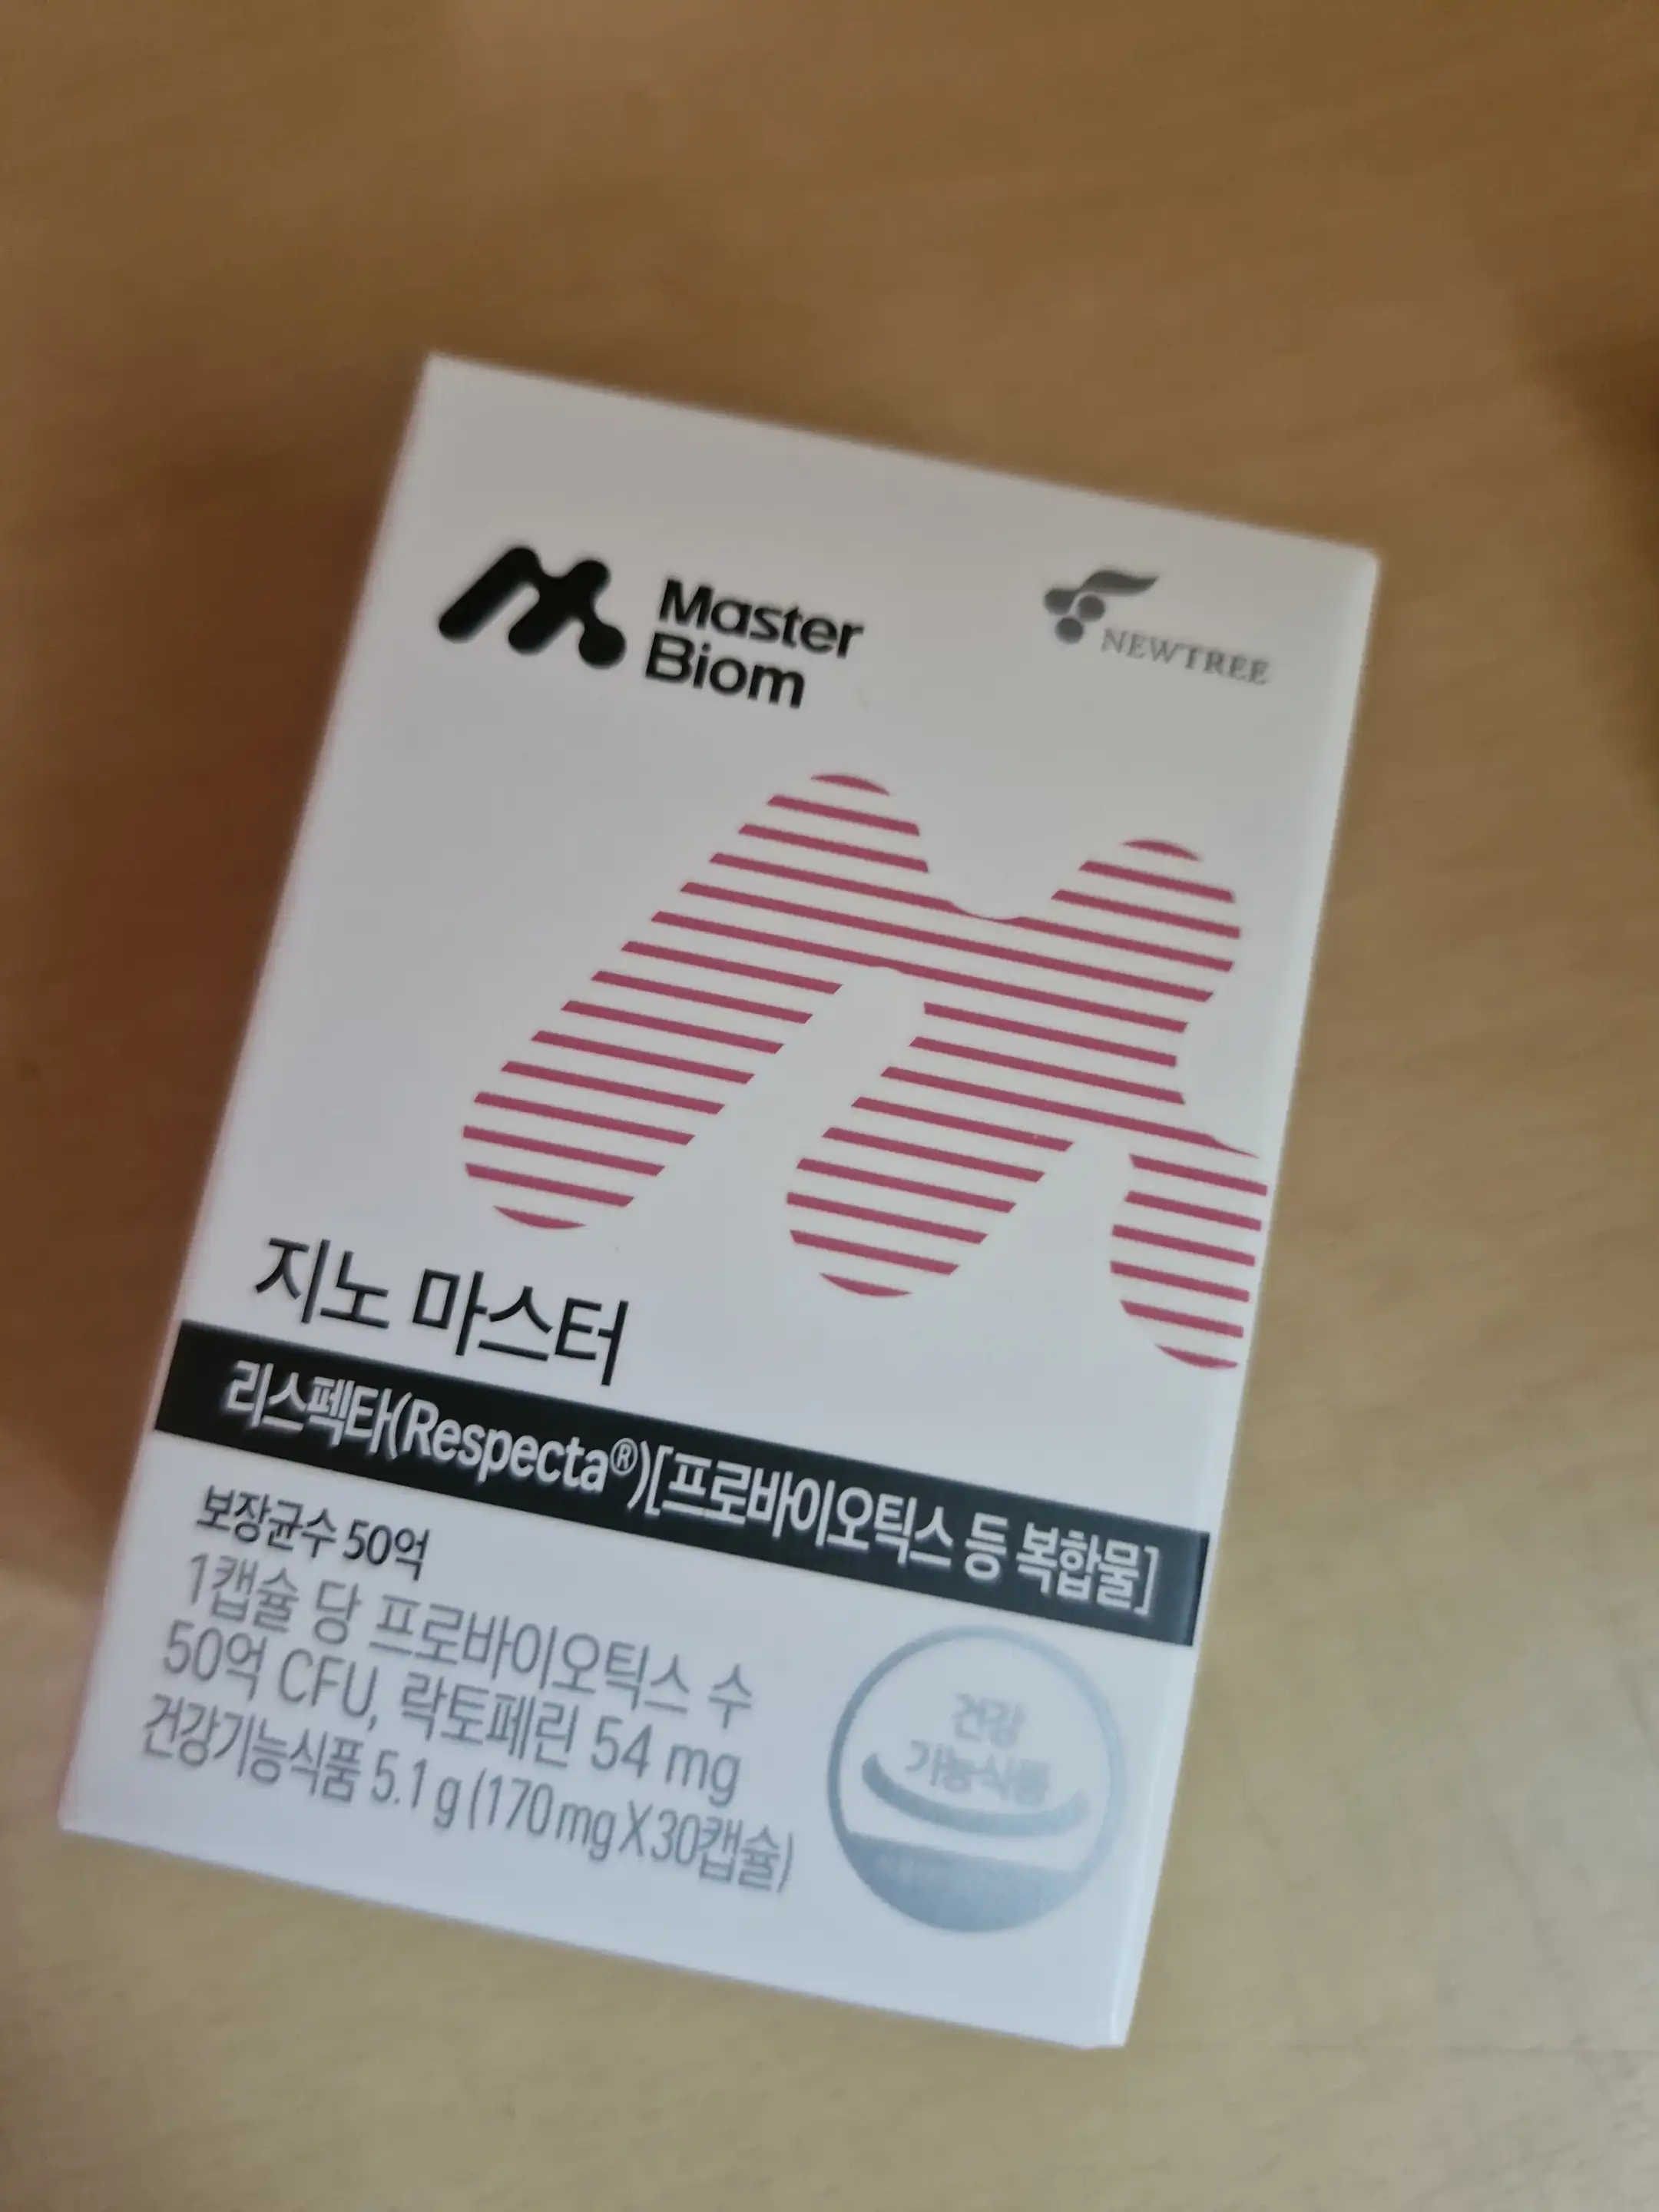 Master
Biom
NEWTREE
지노 마스터
리스펙타(Respecta®)[프로바이오틱스 등 복합물]
보장균수 50억
1캡슐 당 프로바이오틱스 수
50억 CFU, 락토페린 54 mg
건강기능식품 5.1 g (170 mg X 30캡슐)
건강
기능식품